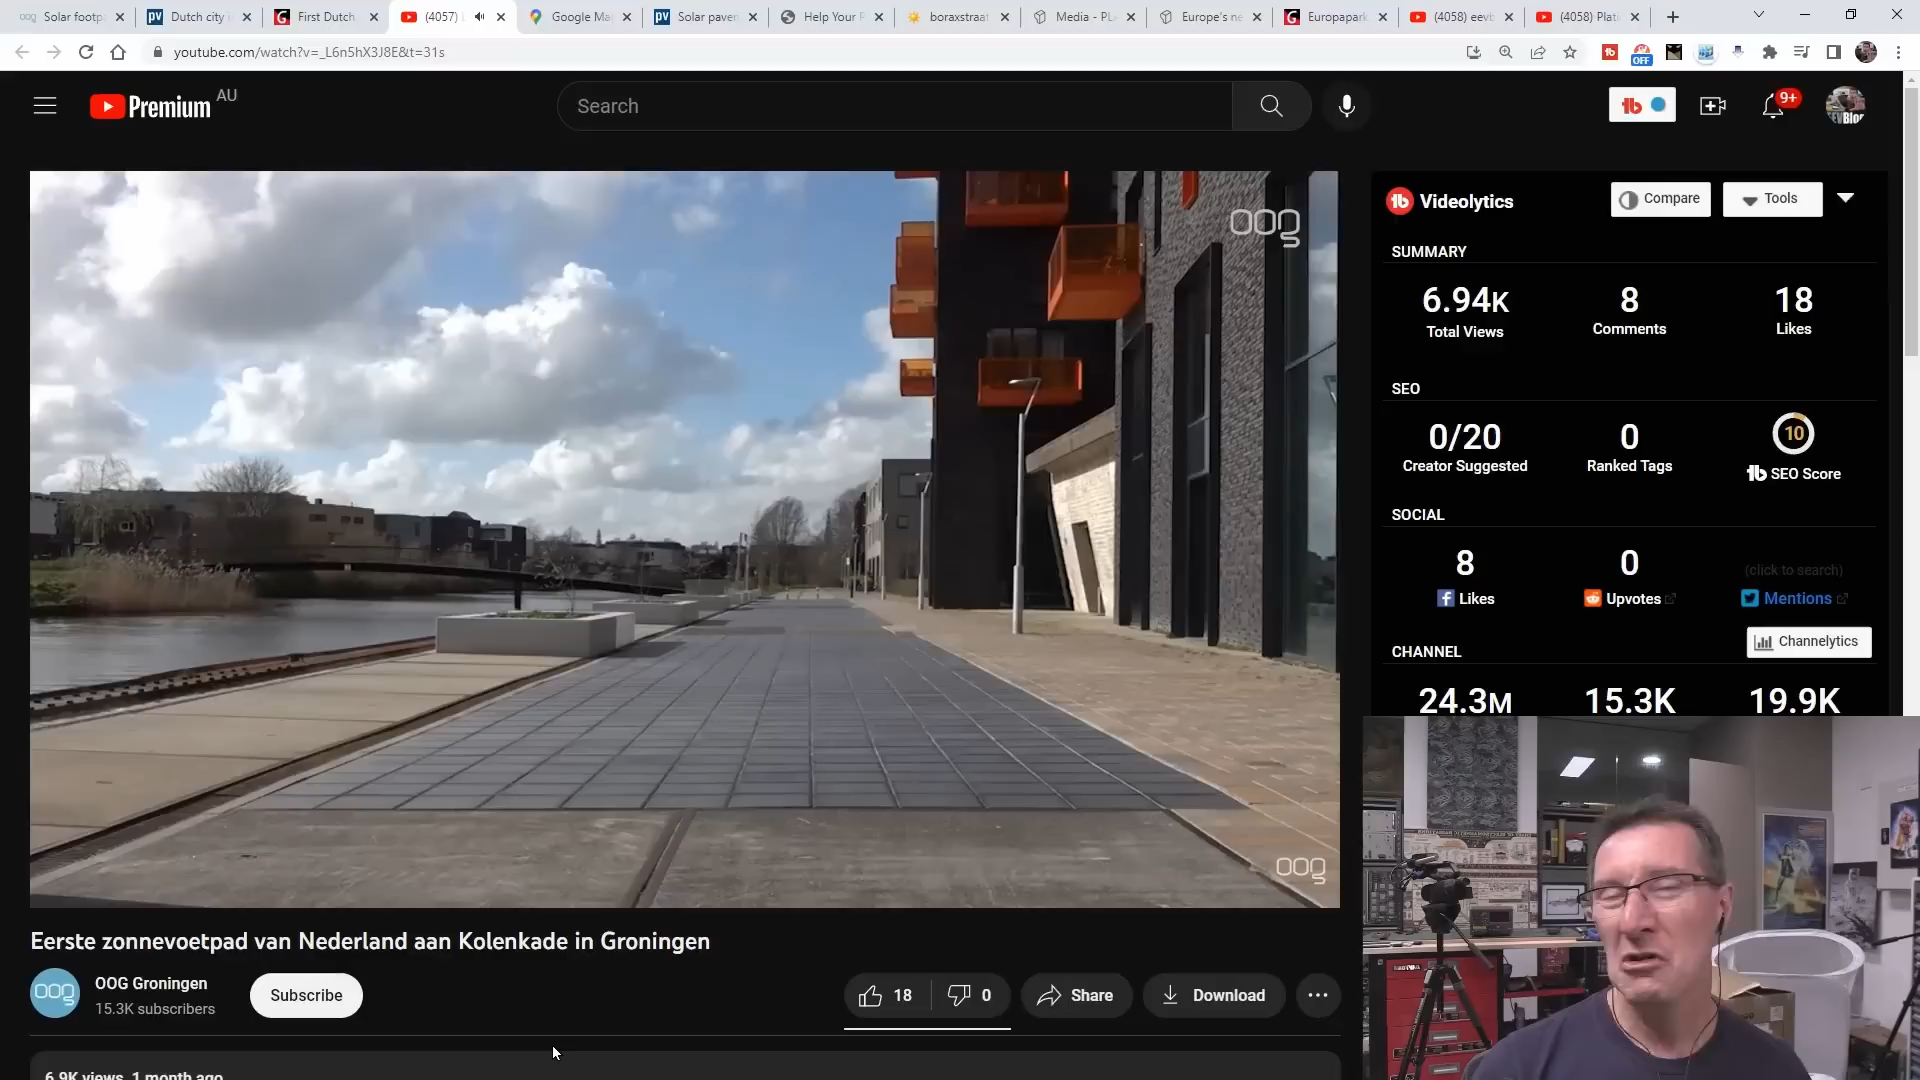 Solar footp
Dutch city
First Dutch
(4057)
Google Ma
Solar paver
Help Your P
boraxstraat
Media - PL
Europe's ne
Europapark
(4058) eevb
(4058) Plat
youtube.com/watch?v=_L6n5hX3J8E&t=31s
OFF
Premium AU
Search
9+
oog
Videolytics
Compare
Tools
SUMMARY
6.94K
8
18
Total Views
Comments
Likes
SEO
0/20
0
10
Creator Suggested
Ranked Tags
SEO Score
SOCIAL
8
0
(click to search)
Likes
Upvotes
Mentions
CHANNEL
Channelytics
24.3M
15.3K
19.9K
oog
Eerste zonnevoetpad van Nederland aan Kolenkade in Groningen
oog
OOG Groningen
15.3K subscribers
Subscribe
18
0
Share
Download
6.9K views 1 month ago